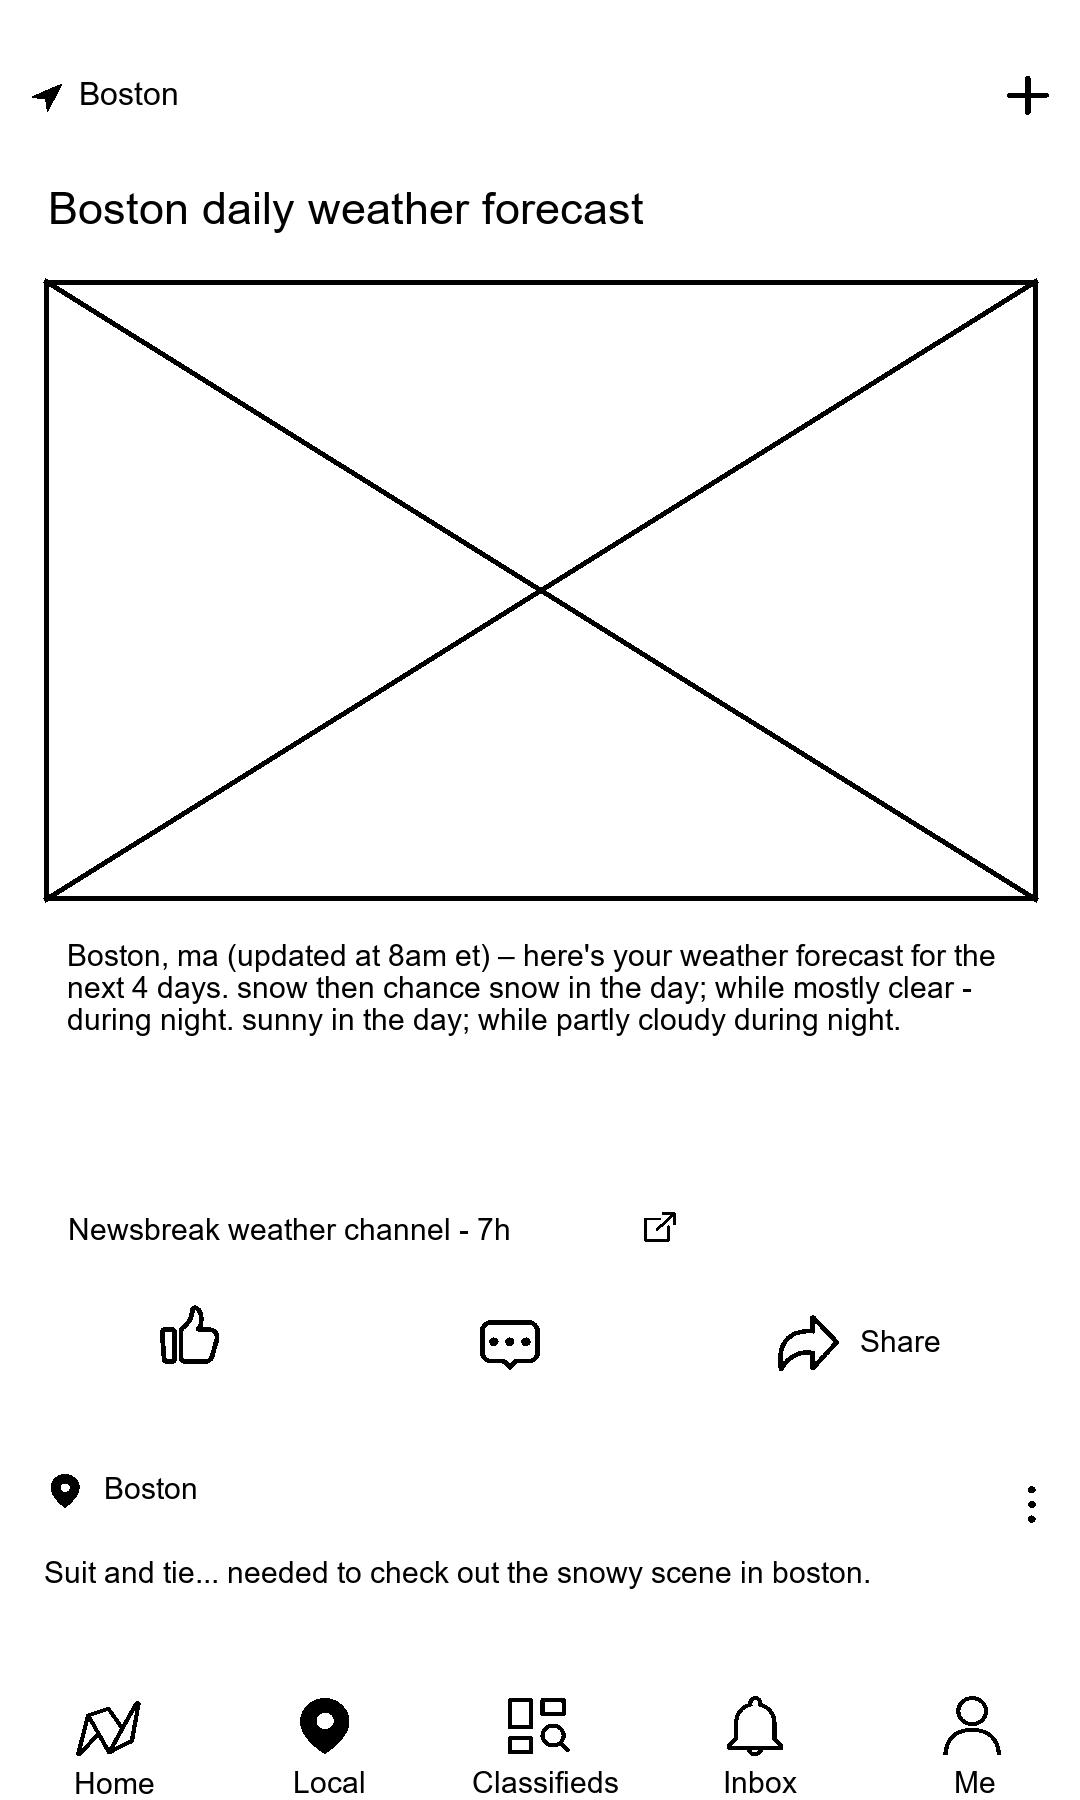 Boston
Boston daily weather forecast
Boston, ma (updated at 8am et) – here's your weather forecast for the
next 4 days. snow then chance snow in the day; while mostly clear -
during night. sunny in the day; while partly cloudy during night.
Newsbreak weather channel - 7h
Share
Boston
Suit and tie... needed to check out the snowy scene in boston.
Home Local Classifieds Inbox Me